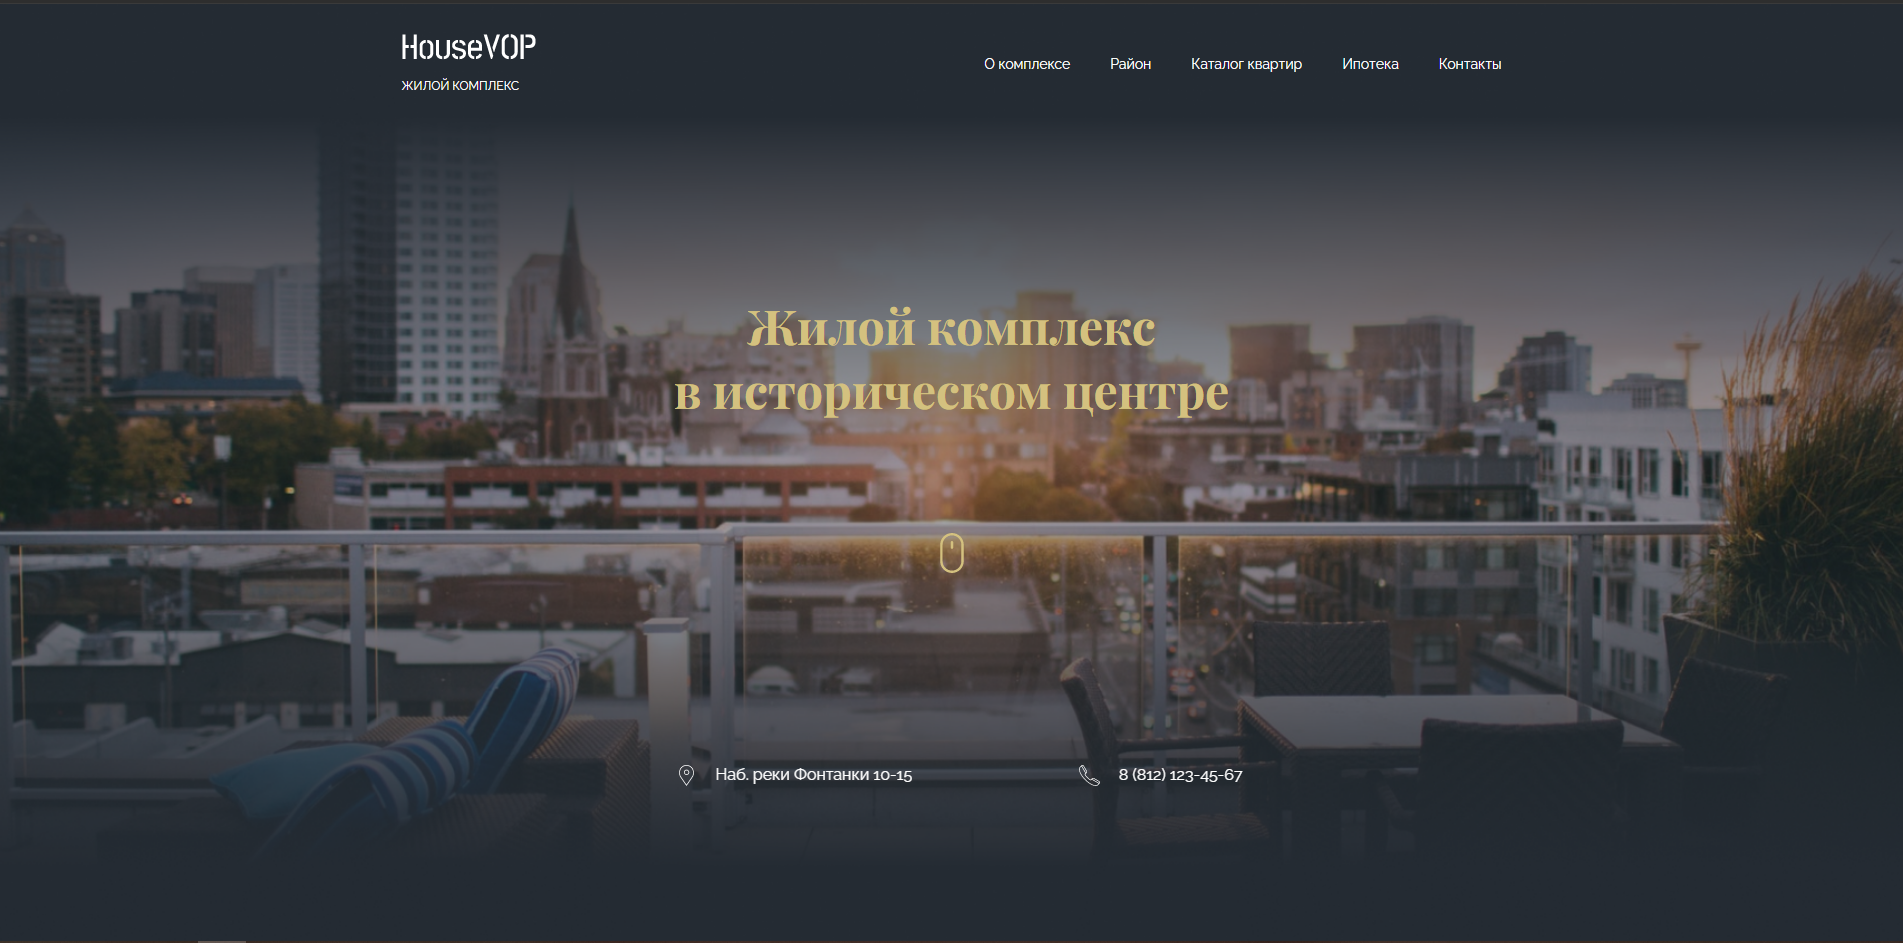 HouseVOP
ЖИЛОЙ КОМПЛЕКС
О комплексе
Район
Каталог квартир
Ипотека
Контакты
Жилой комплекс
в историческом центре
Наб. реки Фонтанки 10-15
8 (812) 123-45-67